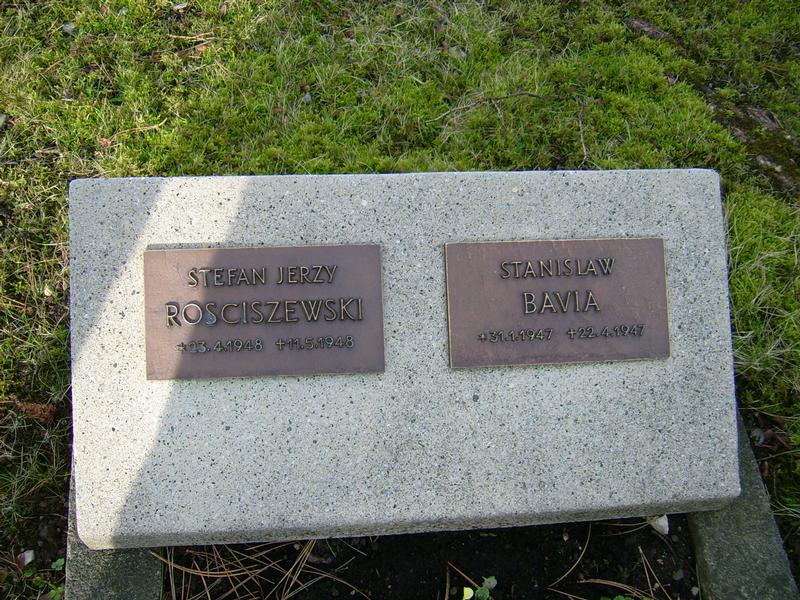 STEFAN JERZY
ROSCISZEWSKI
*23.4.1948 +11.5.1948
STANISLAW
BAVIA
*31.1.1947 +22.4.1947